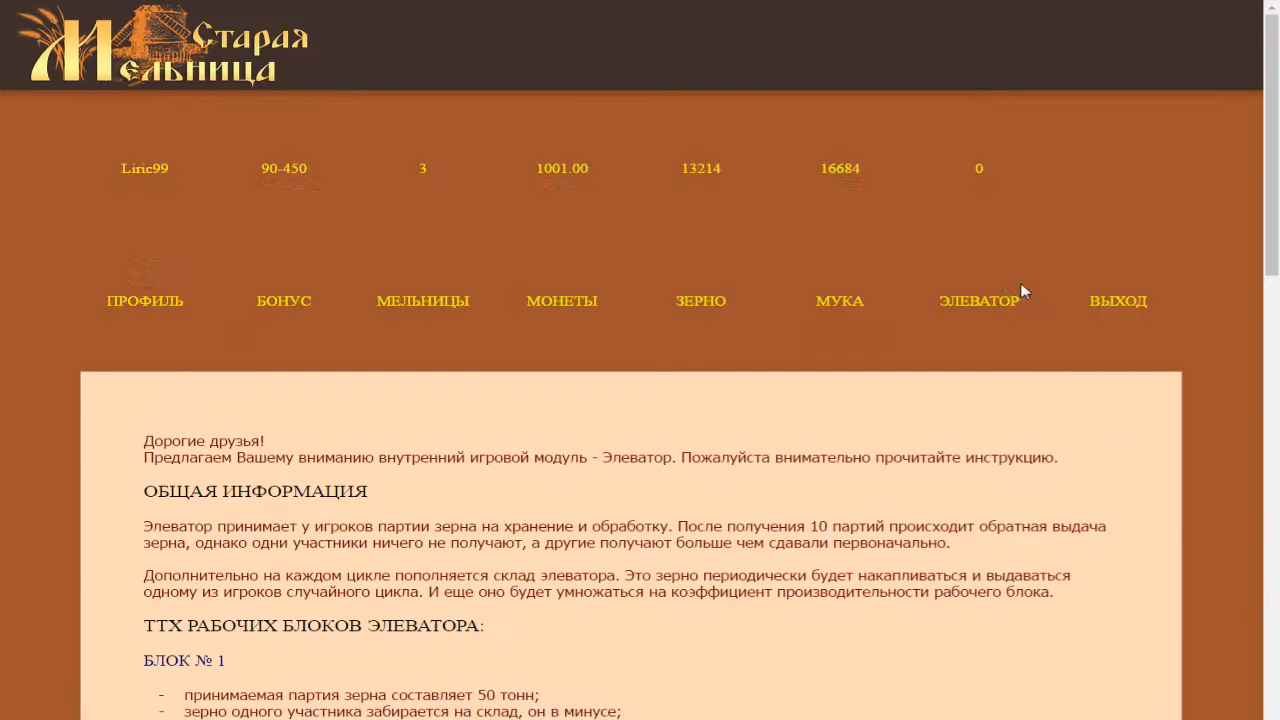 Старая
Мельница
Liric99 90-450 3 1001.00 13214 16684 0
ПРОФИЛЬ БОНУС МЕЛЬНИЦЫ МОНЕТЫ ЗЕРНО МУКА ЭЛЕВАТОР ВЫХОД
Дорогие друзья!
Предлагаем Вашему вниманию внутренний игровой модуль - Элеватор. Пожалуйста внимательно прочитайте инструкцию.
ОБЩАЯ ИНФОРМАЦИЯ
Элеватор принимает у игроков партии зерна на хранение и обработку. После получения 10 партий происходит обратная выдача
зерна, однако одни участники ничего не получают, а другие получают больше чем сдавали первоначально.
Дополнительно на каждом цикле пополняется склад элеватора. Это зерно периодически будет накапливаться и выдаваться
одному из игроков случайного цикла. И еще оно будет умножаться на коэффициент производительности рабочего блока.
ТТХ РАБОЧИХ БЛОКОВ ЭЛЕВАТОРА:
БЛОК № 1
- принимаемая партия зерна составляет 50 тонн;
- зерно одного участника забирается на склад, он в минусе;